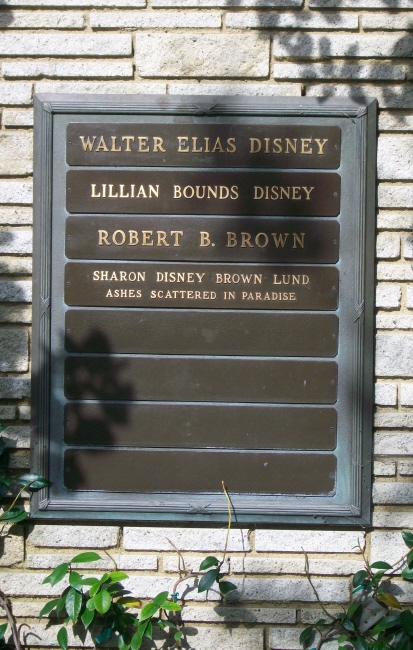 WALTER ELIAS DISNEY
LILLIAN BOUNDS DISNEY
ROBERT B. BROWN
SHARON DISNEY BROWN LUND
ASHES SCATTERED IN PARADISE